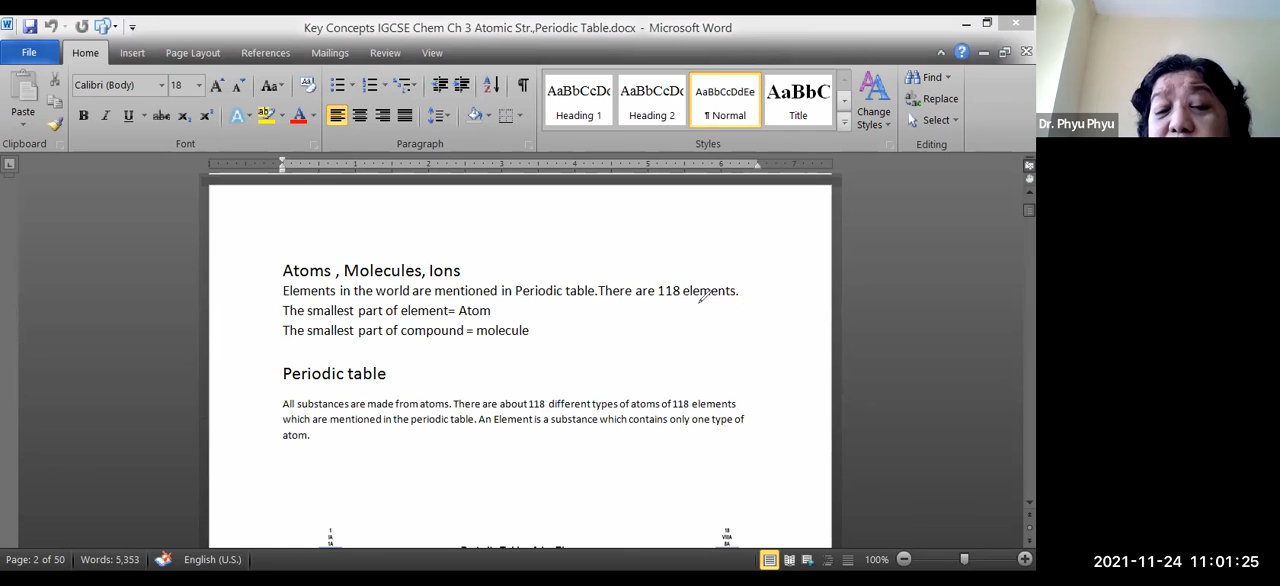 Key Concepts IGCSE Chem Ch 3 Atomic Str.,Periodic Table.docx - Microsoft Word
File Home Insert Page Layout References Mailings Review View
Calibri (Body) 18
Find
Paste
AaBbCcDc AaBbCcDc AaBbCcDdEe AaBbC
Replace
Heading 1 Heading 2 ¶ Normal Title
Change Styles
Select
Clipboard Font Paragraph Styles Editing
Dr. Phyu Phyu
Atoms , Molecules, Ions
Elements in the world are mentioned in Periodic table.There are 118 elements.
The smallest part of element= Atom
The smallest part of compound = molecule
Periodic table
All substances are made from atoms. There are about 118 different types of atoms of 118 elements
which are mentioned in the periodic table. An Element is a substance which contains only one type of
atom.
1 18
IA VIIIA
1A 8A
Page: 2 of 50 Words: 5,353 English (U.S.) 100%
2021-11-24 11:01:25